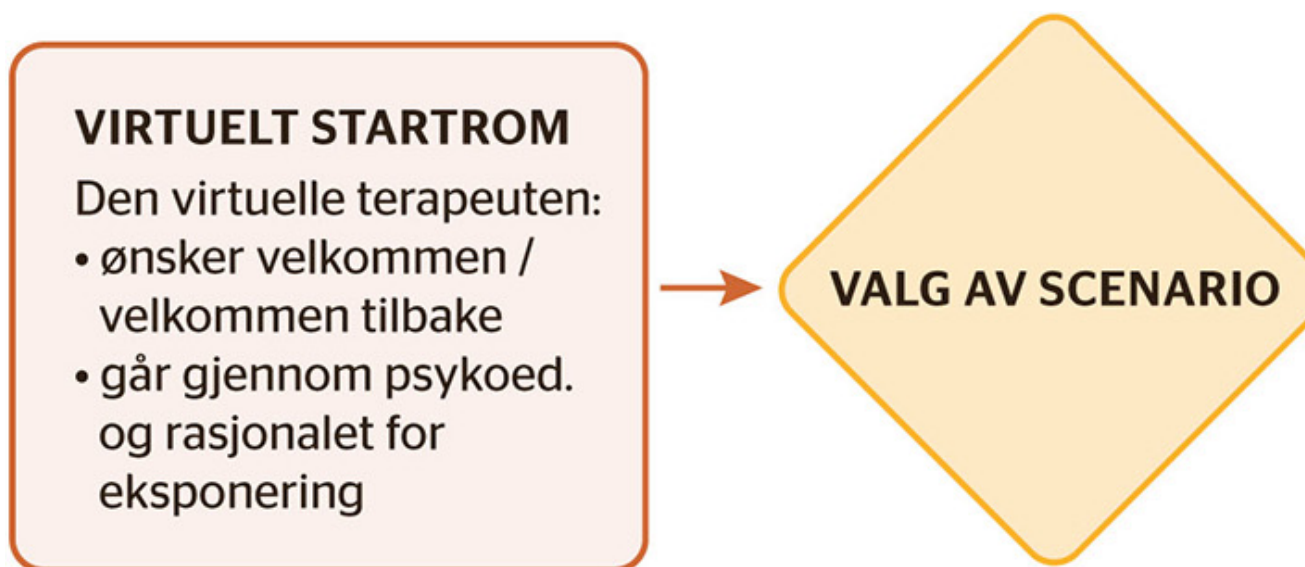 VIRTUELT STARTROM
Den virtuelle terapeuten:
• ønsker velkommen /
velkommen tilbake
• går gjennom psykoed.
og rasjonalet for
eksponering
VALG AV SCENARIO